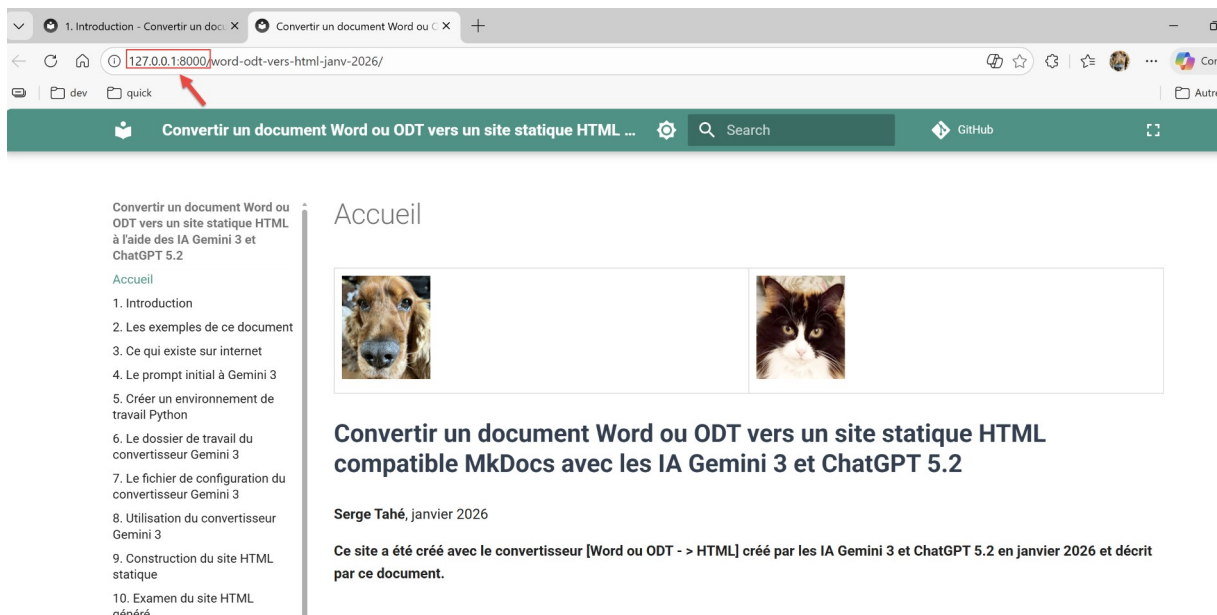 1. Introduction - Convertir un doc
Convertir un document Word ou O
127.0.0.1:8000/word-odt-vers-html-janv-2026/
dev
quick
Convertir un document Word ou ODT vers un site statique HTML ...
Search
GitHub
Convertir un document Word ou
ODT vers un site statique HTML
à l'aide des IA Gemini 3 et
ChatGPT 5.2
Accueil
1. Introduction
2. Les exemples de ce document
3. Ce qui existe sur internet
4. Le prompt initial à Gemini 3
5. Créer un environnement de
travail Python
6. Le dossier de travail du
convertisseur Gemini 3
7. Le fichier de configuration du
convertisseur Gemini 3
8. Utilisation du convertisseur
Gemini 3
9. Construction du site HTML
statique
10. Examen du site HTML
généré
Accueil
Convertir un document Word ou ODT vers un site statique HTML
compatible MkDocs avec les IA Gemini 3 et ChatGPT 5.2
Serge Tahé, janvier 2026
Ce site a été créé avec le convertisseur [Word ou ODT - > HTML] créé par les IA Gemini 3 et ChatGPT 5.2 en janvier 2026 et décrit
par ce document.